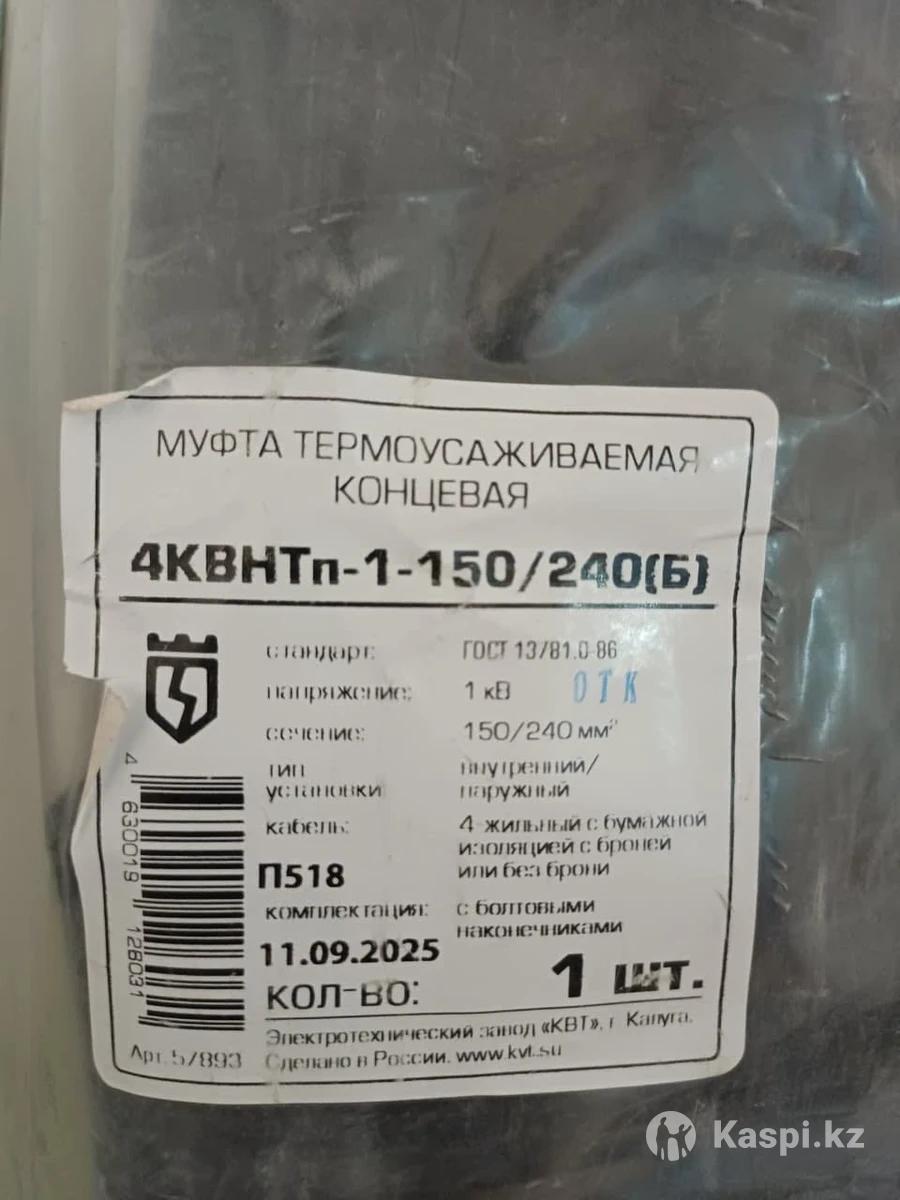 МУФТА ТЕРМОУСАЖИВАЕМАЯ
КОНЦЕВАЯ
4КВНТп-1-150/240(Б)
стандарт: ГОСТ 13781.0-86
напряжение: 1 кВ ОТК
сечение: 150/240 мм²
тип внутренний/
установки наружный
кабель: 4-жильный с бумажной
изоляцией с броней
или без брони
П518
комплектация: с болтовыми
наконечниками
11.09.2025
КОЛ-ВО: 1 шт.
Электротехнический завод «КВТ», г. Калуга.
Сделано в России. www.kvt.su
4 630019 128031
Арт. 57893
Kaspi.kz